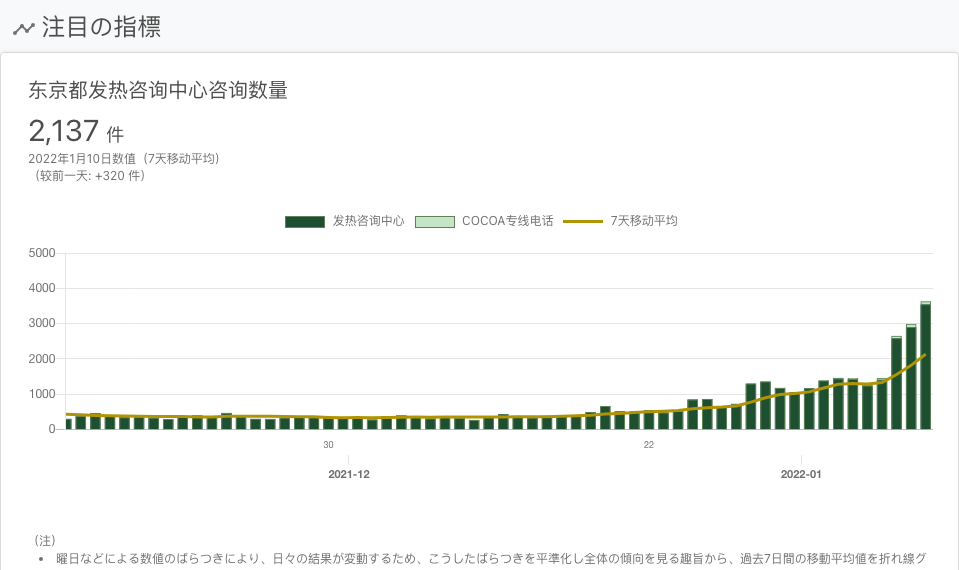 注目の指標
东京都发热咨询中心咨询数量
2,137 件
2022年1月10日数值（7天移动平均）
（较前一天: +320 件）
发热咨询中心 COCOA专线电话 7天移动平均
5000
4000
3000
2000
1000
0
30 22
2021-12 2022-01
（注）
• 曜日などによる数値のばらつきにより、日々の結果が変動するため、こうしたばらつきを平準化し全体の傾向を見る趣旨から、過去7日間の移動平均値を折れ線グ